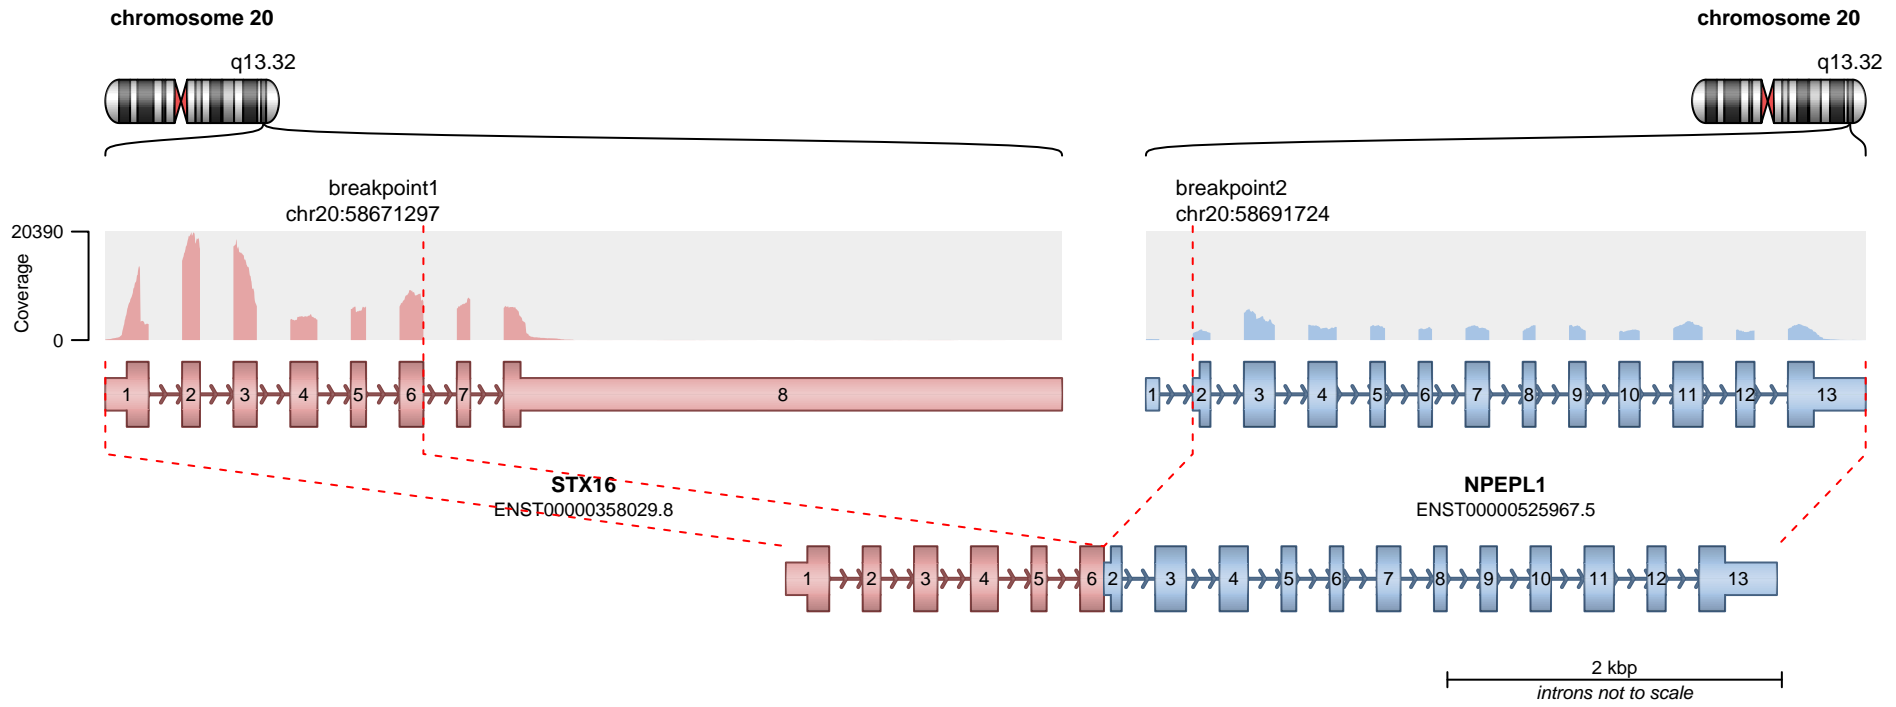 chromosome 20
chromosome 20
q13.32
q13.32
breakpoint1
chr20:58671297
breakpoint2
chr20:58691724
20390
Coverage
0
1 2 3 4 5 6 7 8
1 2 3 4 5 6 7 8 9 10 11 12 13
STX16
ENST00000358029.8
NPEPL1
ENST00000525967.5
1 2 3 4 5 6 2 3 4 5 6 7 8 9 10 11 12 13
2 kbp
introns not to scale